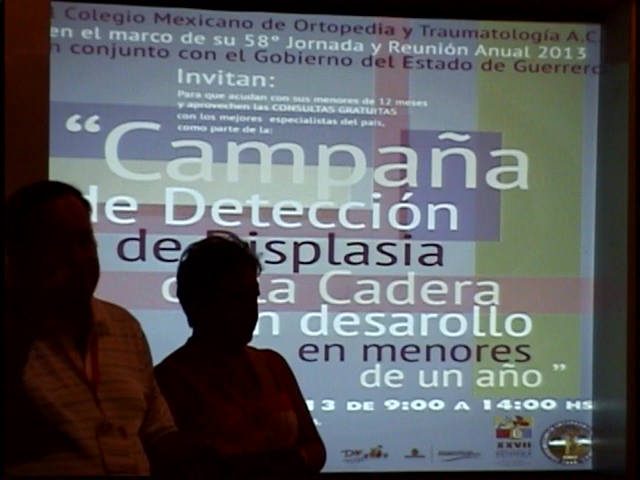 l Colegio Mexicano de Ortopedia y Traumatología A.C.
en el marco de su 58° Jornada y Reunión Anual 2013
n conjunto con el Gobierno del Estado de Guerrero
Invitan:
Para que acudan con sus menores de 12 meses
y aprovechen las CONSULTAS GRATUITAS
con los mejores especialistas del país,
como parte de la:
“Campaña
de Detección
de Displasia
La Cadera
n desarollo
en menores
de un año”
13 DE 9:00 A 14:00 HS
XXVII